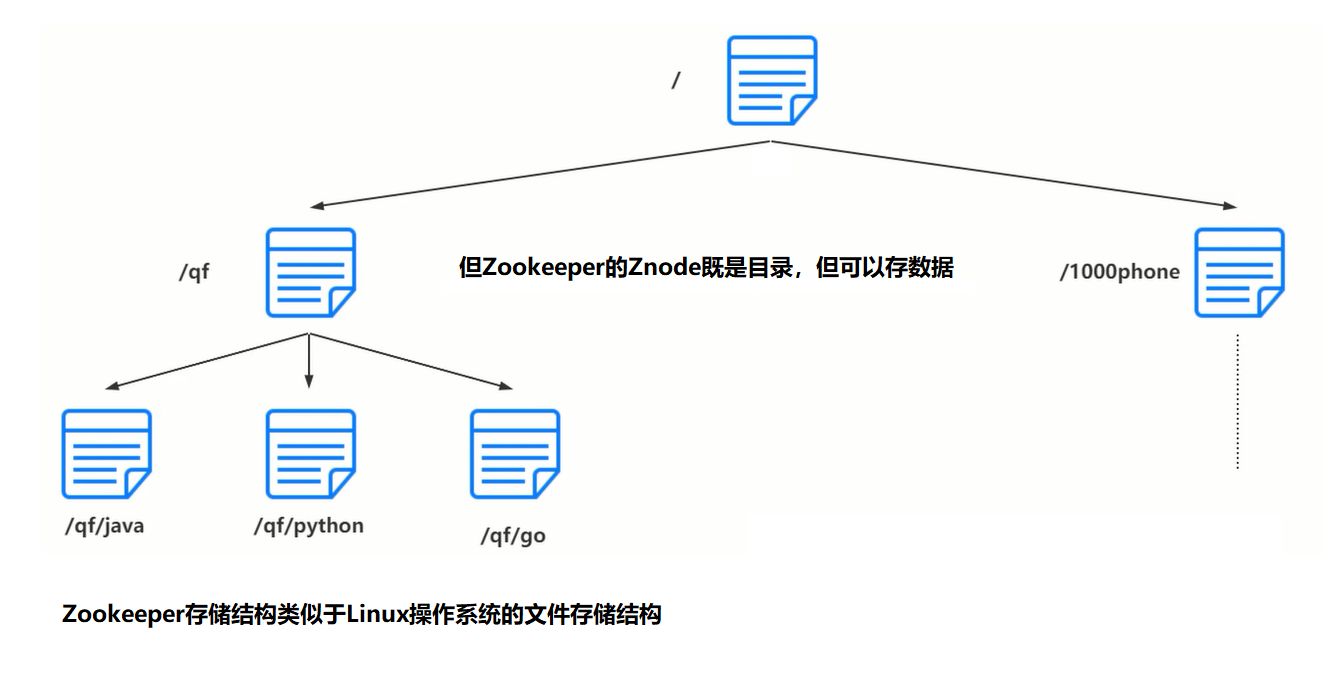 /
/qf
但Zookeeper的Znode既是目录，但可以存数据
/1000phone
/qf/java
/qf/python
/qf/go
Zookeeper存储结构类似于Linux操作系统的文件存储结构